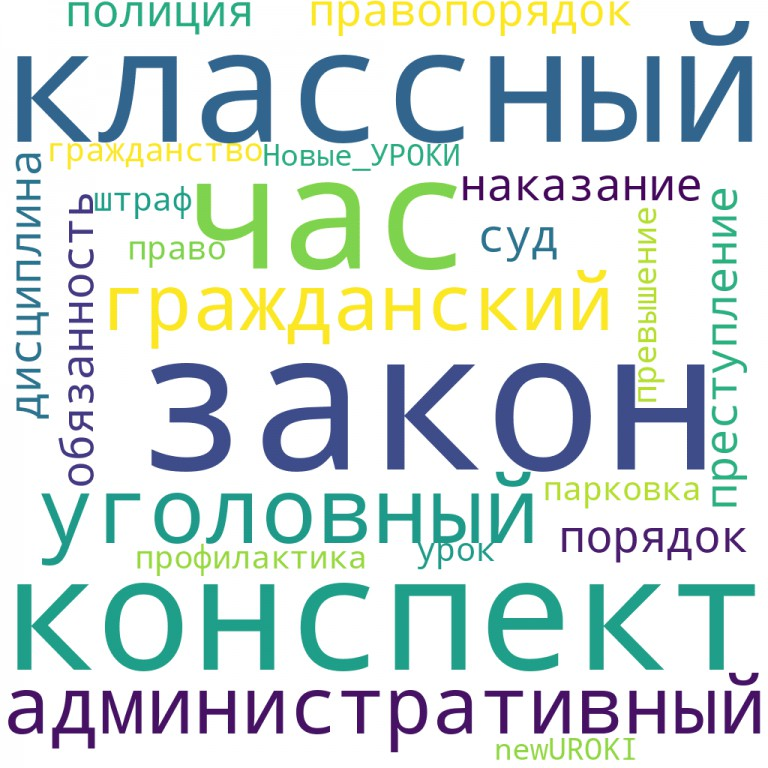 полиция
правопорядок
классный
гражданство
Новые_УРОКИ
дисциплина
штраф
час
наказание
обязанность
право
суд
превышение
преступление
гражданский
закон
уголовный
парковка
порядок
профилактика
урок
конспект
административный
newUROKI